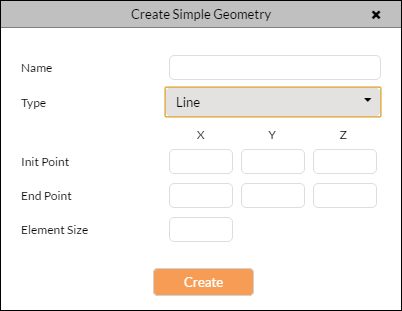 Create Simple Geometry ×
Name
Type Line
X Y Z
Init Point
End Point
Element Size
Create